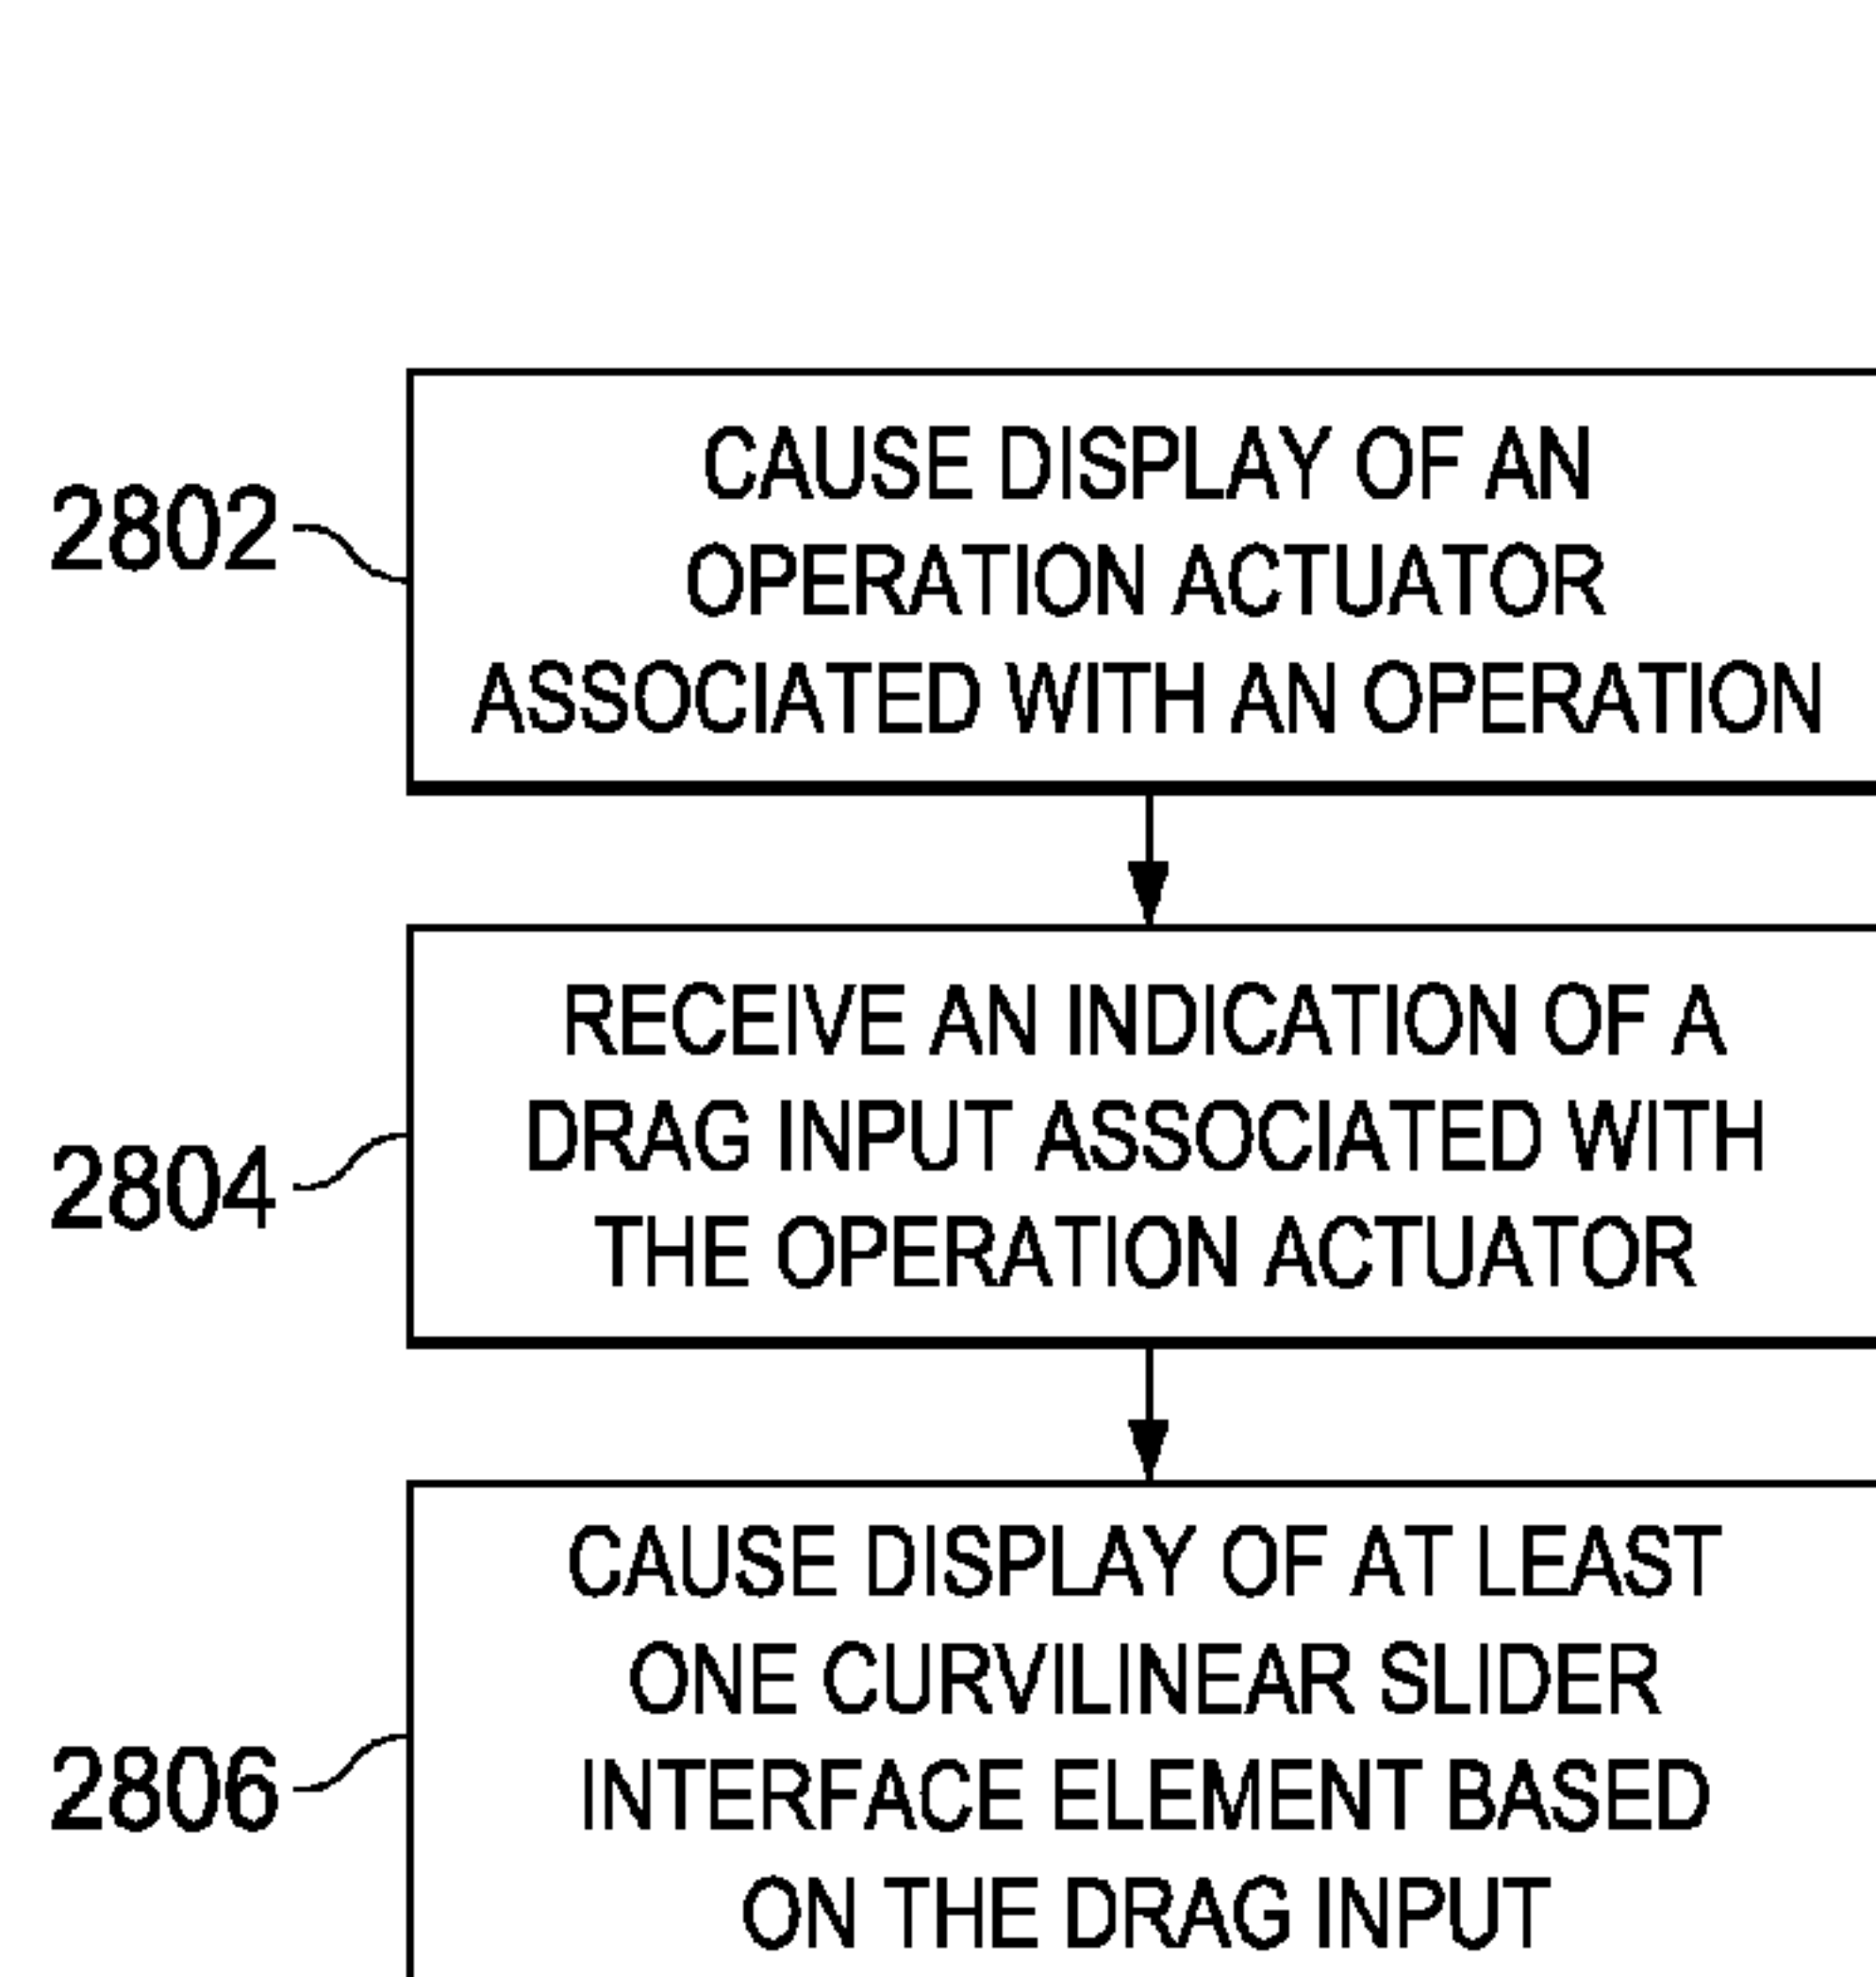 2802
CAUSE DISPLAY OF AN
OPERATION ACTUATOR
ASSOCIATED WITH AN OPERATION
2804
RECEIVE AN INDICATION OF A
DRAG INPUT ASSOCIATED WITH
THE OPERATION ACTUATOR
2806
CAUSE DISPLAY OF AT LEAST
ONE CURVILINEAR SLIDER
INTERFACE ELEMENT BASED
ON THE DRAG INPUT